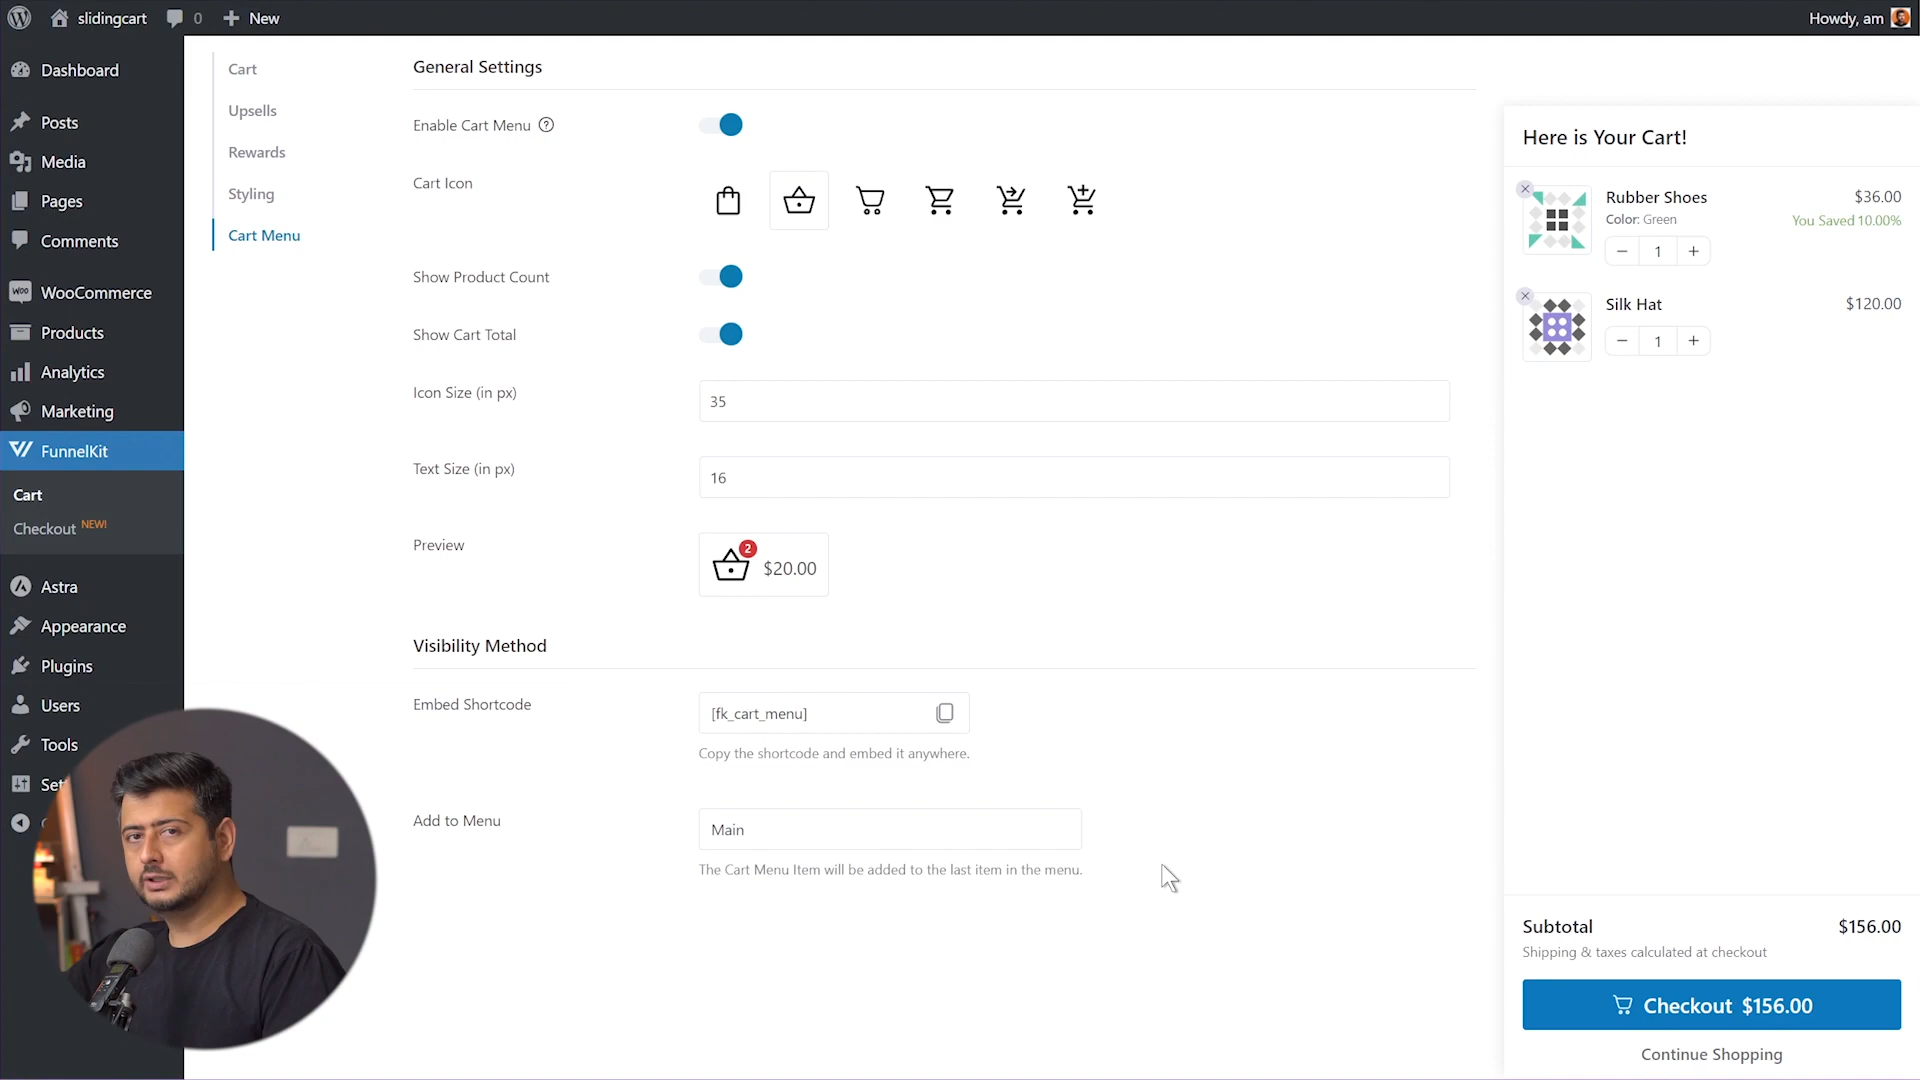 slidingcart
0
New
Howdy, am
Dashboard
Posts
Media
Pages
Comments
WooCommerce
Products
Analytics
Marketing
FunnelKit
Cart
Checkout NEW!
Astra
Appearance
Plugins
Users
Tools
Cart
Upsells
Rewards
Styling
Cart Menu
General Settings
Enable Cart Menu ?
Cart Icon
Show Product Count
Show Cart Total
Icon Size (in px)
35
Text Size (in px)
16
Preview
2
$20.00
Visibility Method
Embed Shortcode
[fk_cart_menu]
Copy the shortcode and embed it anywhere.
Add to Menu
Main
The Cart Menu Item will be added to the last item in the menu.
Here is Your Cart!
Rubber Shoes $36.00
Color: Green You Saved 10.00%
− 1 +
Silk Hat $120.00
− 1 +
Subtotal $156.00
Shipping & taxes calculated at checkout
Checkout $156.00
Continue Shopping